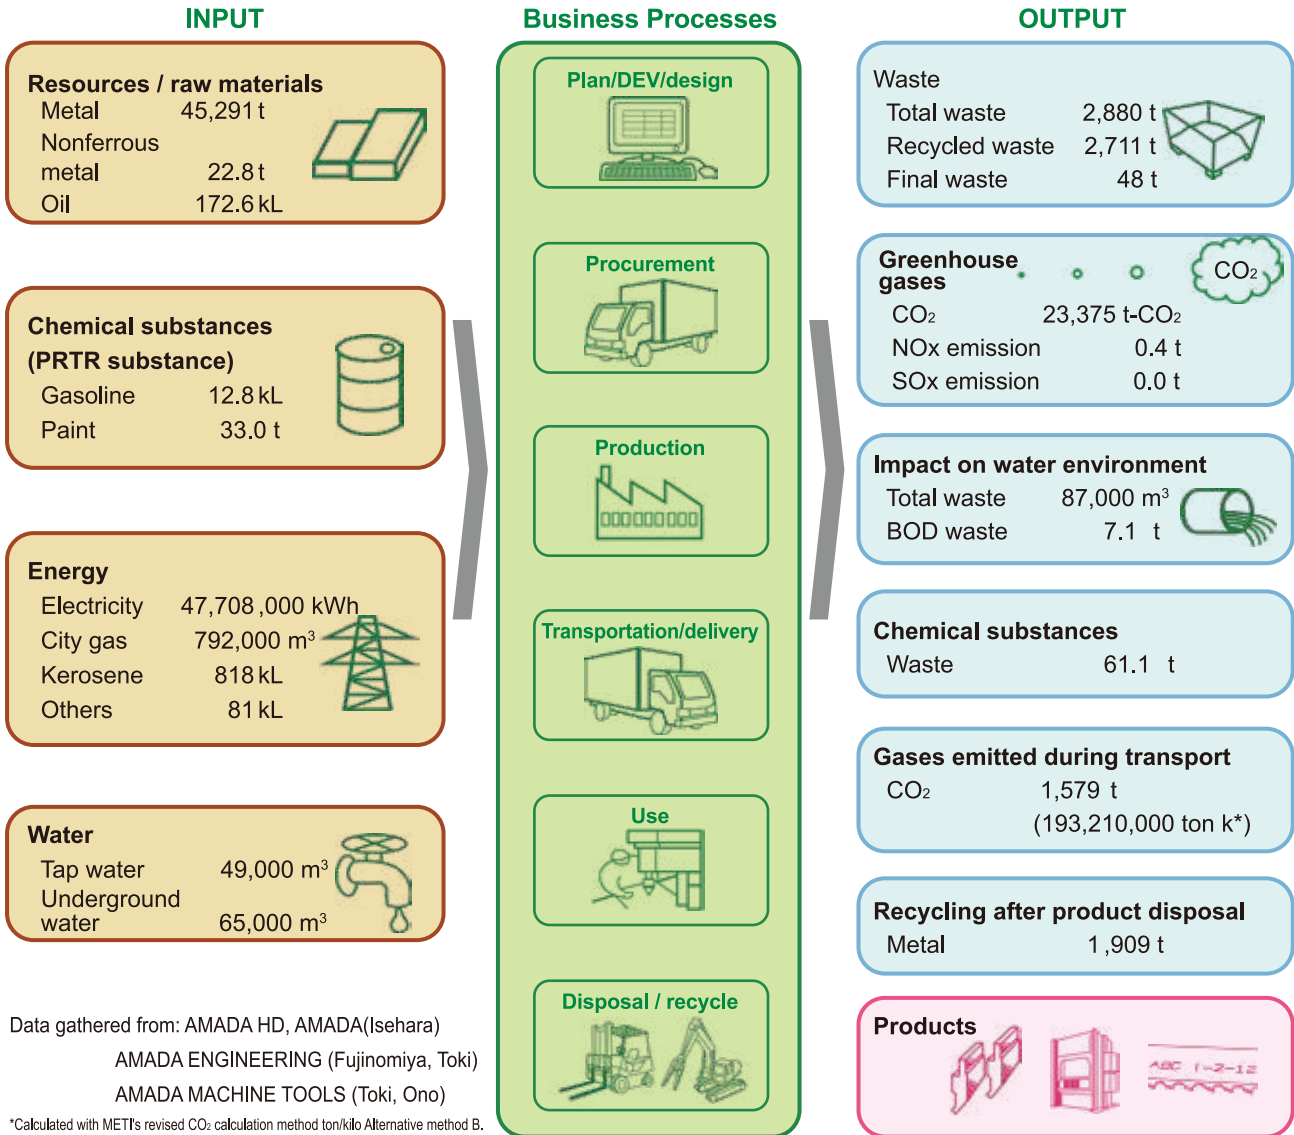 INPUT
Resources / raw materials
Metal 45,291 t
Nonferrous
metal 22.8 t
Oil 172.6 kL
Chemical substances
(PRTR substance)
Gasoline 12.8 kL
Paint 33.0 t
Energy
Electricity 47,708,000 kWh
City gas 792,000 m³
Kerosene 818 kL
Others 81 kL
Water
Tap water 49,000 m³
Underground
water 65,000 m³
Data gathered from: AMADA HD, AMADA(Isehara)
AMADA ENGINEERING (Fujinomiya, Toki)
AMADA MACHINE TOOLS (Toki, Ono)
*Calculated with METI's revised CO₂ calculation method ton/kilo Alternative method B.
Business Processes
Plan/DEV/design
Procurement
Production
Transportation/delivery
Use
Disposal / recycle
OUTPUT
Waste
Total waste 2,880 t
Recycled waste 2,711 t
Final waste 48 t
Greenhouse
gases
CO₂
CO₂ 23,375 t-CO₂
NOx emission 0.4 t
SOx emission 0.0 t
Impact on water environment
Total waste 87,000 m³
BOD waste 7.1 t
Chemical substances
Waste 61.1 t
Gases emitted during transport
CO₂ 1,579 t
(193,210,000 ton k*)
Recycling after product disposal
Metal 1,909 t
Products
ABC 1-2-12